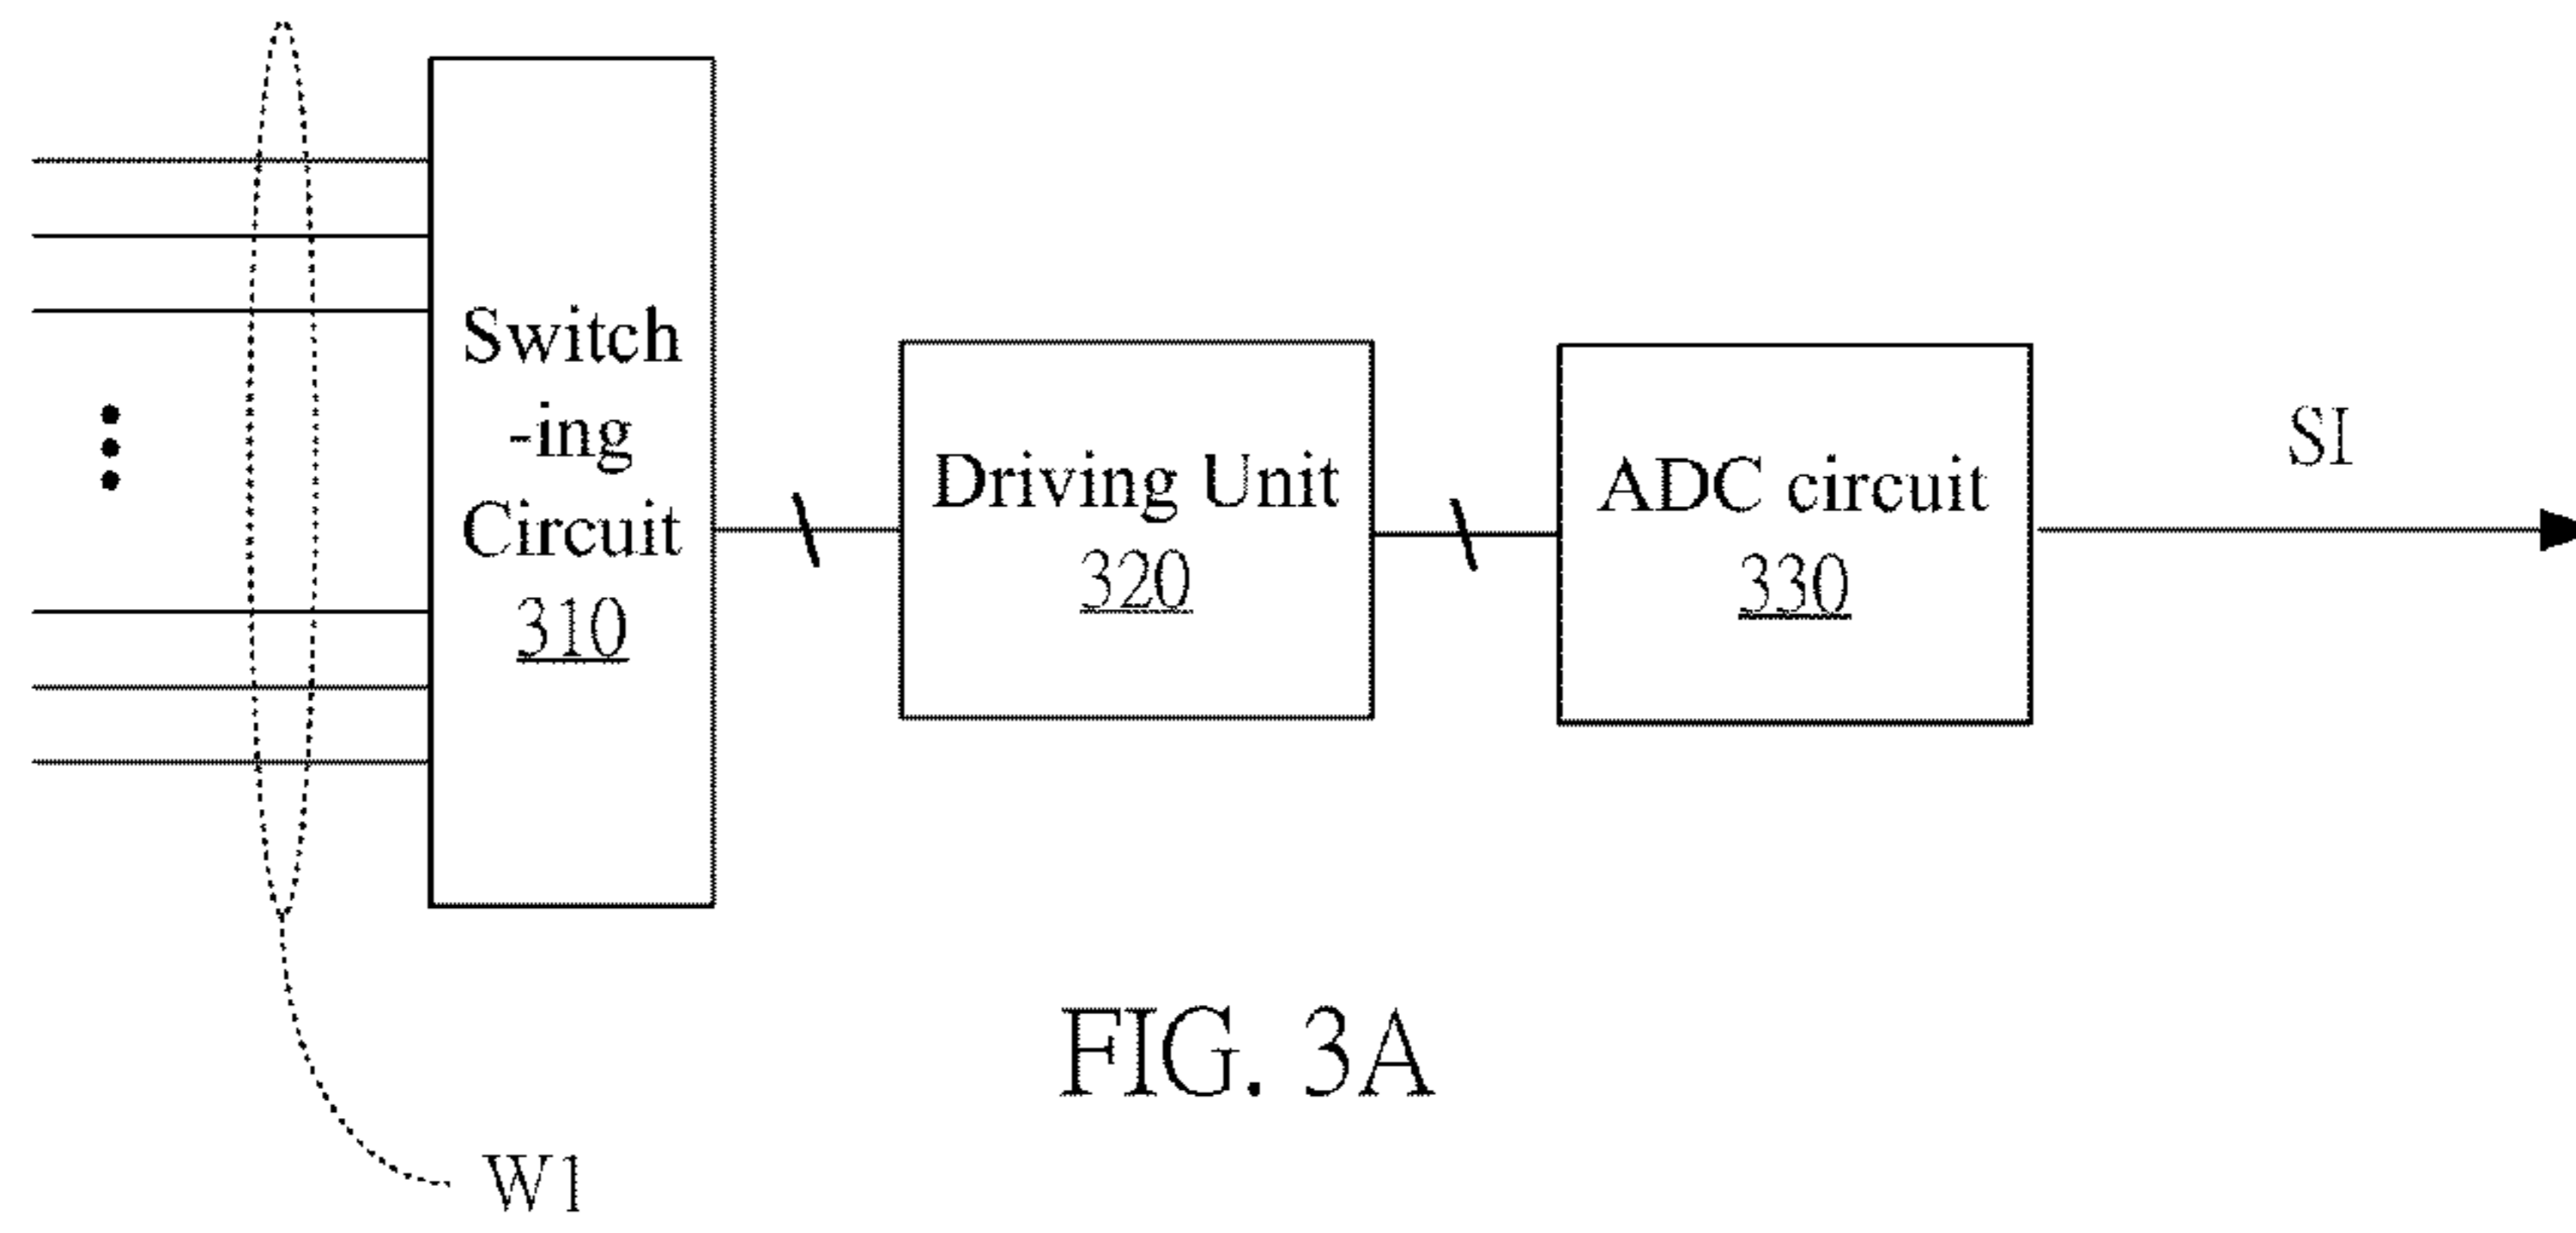 Switch
-ing
Circuit
310
Driving Unit
320
ADC circuit
330
SI
FIG. 3A
W1